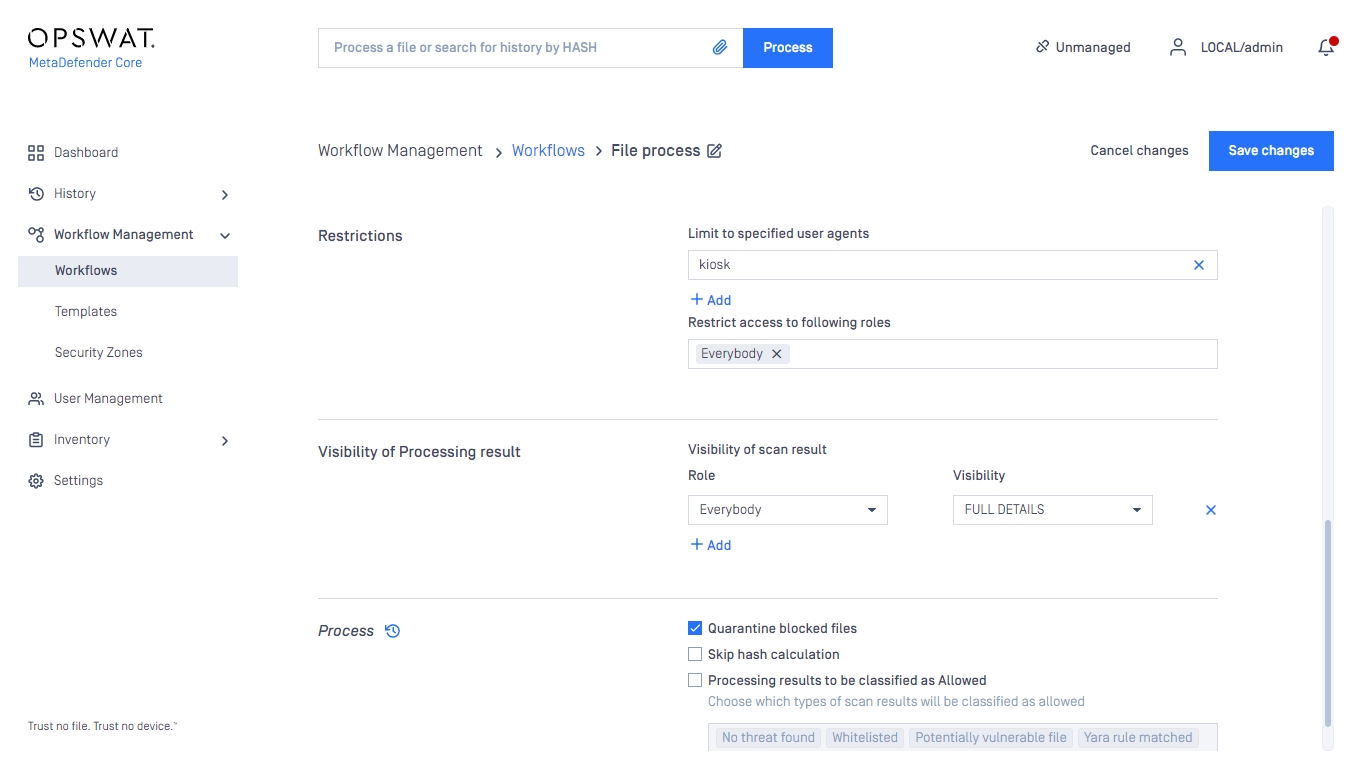 OPSWAT.
MetaDefender Core
Process a file or search for history by HASH
Process
Unmanaged
LOCAL/admin
Dashboard
History
Workflow Management
Workflows
Templates
Security Zones
User Management
Inventory
Settings
Trust no file. Trust no device.™
Workflow Management > Workflows > File process
Cancel changes
Save changes
Restrictions
Limit to specified user agents
kiosk
+ Add
Restrict access to following roles
Everybody
Visibility of Processing result
Visibility of scan result
Role
Visibility
Everybody
FULL DETAILS
+ Add
Process
Quarantine blocked files
Skip hash calculation
Processing results to be classified as Allowed
Choose which types of scan results will be classified as allowed
No threat found Whitelisted Potentially vulnerable file Yara rule matched